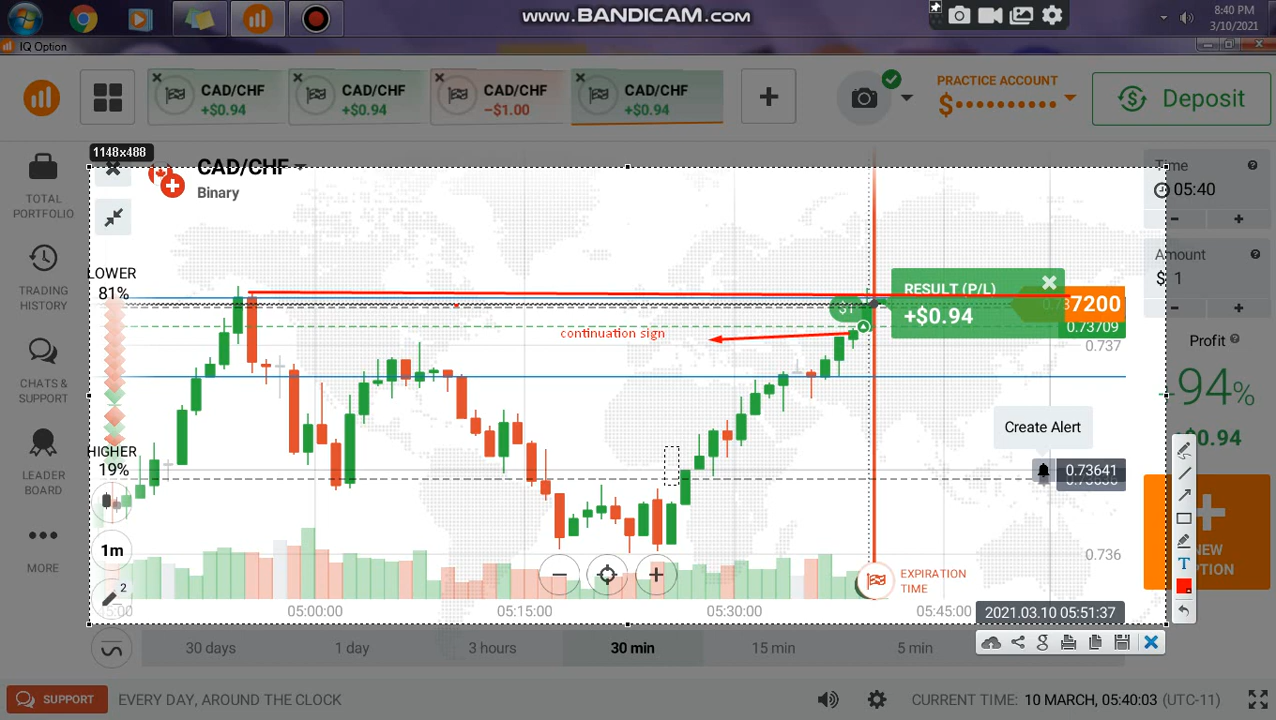 www.BANDICAM.com
8:40 PM
3/10/2021
IQ Option
CAD/CHF
+$0.94
CAD/CHF
+$0.94
CAD/CHF
−$1.00
CAD/CHF
+$0.94
PRACTICE ACCOUNT
Deposit
1148x488
TOTAL
PORTFOLIO
TRADING
HISTORY
CHATS &
SUPPORT
LEADER
BOARD
MORE
CAD/CHF
Binary
LOWER
81%
HIGHER
19%
1m
2
continuation sign
$1
RESULT (P/L)
+$0.94
7200
0.73709
0.737
Create Alert
0.73641
0.736
EXPIRATION
TIME
05:00:00
05:15:00
05:30:00
05:45:00
2021.03.10 05:51:37
Time
05:40
Amount
$ 1
Profit
94%
+$0.94
NEW
OPTION
30 days
1 day
3 hours
30 min
15 min
5 min
SUPPORT
EVERY DAY, AROUND THE CLOCK
CURRENT TIME: 10 MARCH, 05:40:03 (UTC-11)